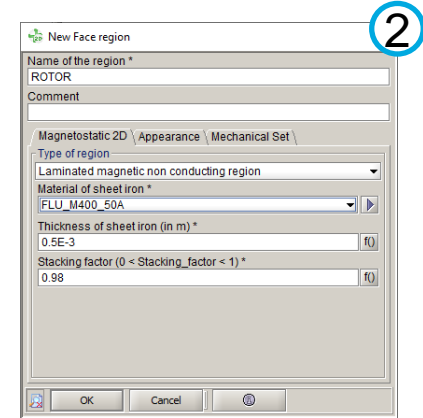 2
New Face region
Name of the region *
ROTOR
Comment
Magnetostatic 2D Appearance Mechanical Set
Type of region
Laminated magnetic non conducting region
Material of sheet iron *
FLU_M400_50A
Thickness of sheet iron (in m) *
0.5E-3 f()
Stacking factor (0 < Stacking_factor < 1) *
0.98 f()
OK Cancel